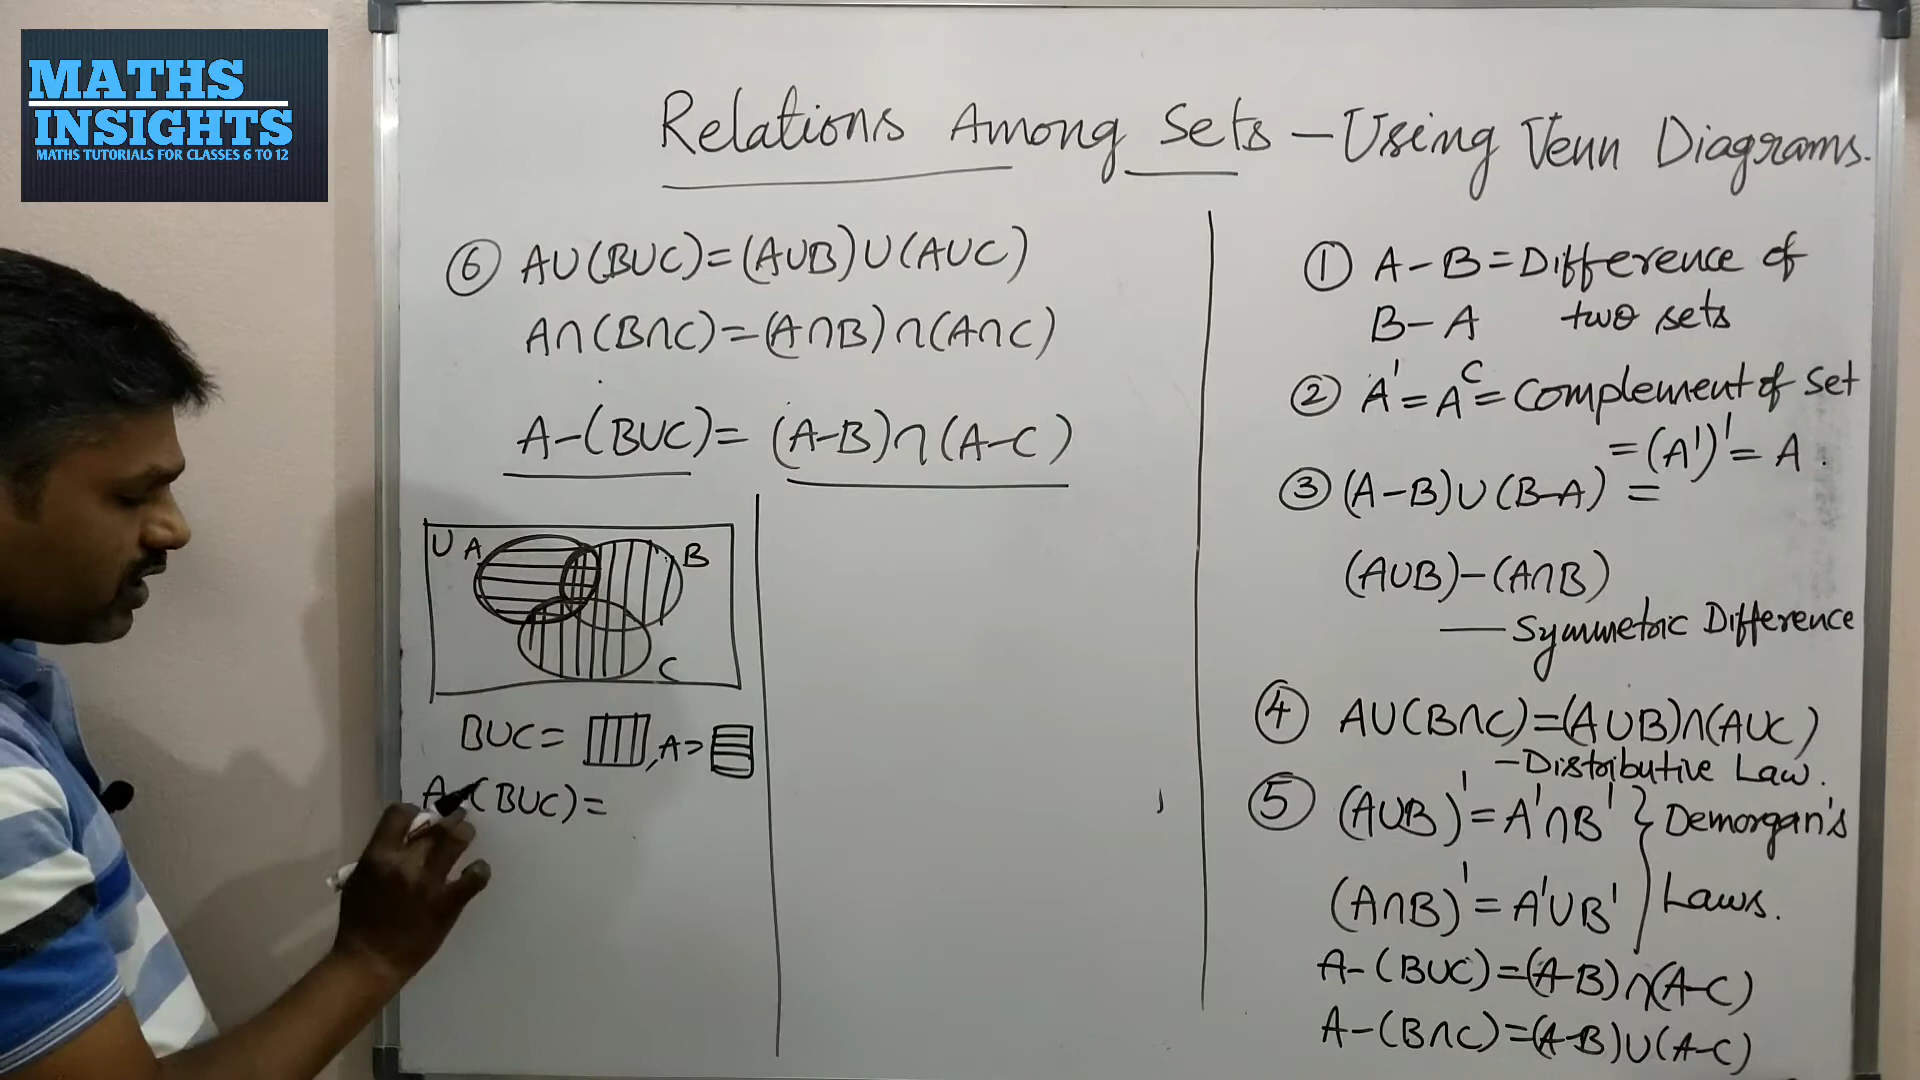 MATHS
INSIGHTS
MATHS TUTORIALS FOR CLASSES 6 TO 12
Relations Among Sets - Using Venn Diagrams.
⑥ A∪(B∪C)=(A∪B)∪(A∪C)
A∩(B∩C)=(A∩B)∩(A∩C)
A-(B∪C)= (A-B)∩(A-C)
U A B
C
B∪C= , A=>
A-(B∪C)=
① A-B=Difference of
B-A two sets
② A'=Aᶜ=Complement of Set
=(A')'=A.
③ (A-B)∪(B-A) =
(A∪B)-(A∩B)
— Symmetric Difference
④ A∪(B∩C)=(A∪B)∩(A∪C)
-Distributive Law.
⑤ (A∪B)'=A'∩B' } Demorgan's
(A∩B)'=A'∪B' Laws.
A-(B∪C)=(A-B)∩(A-C)
A-(B∩C)=(A-B)∪(A-C)